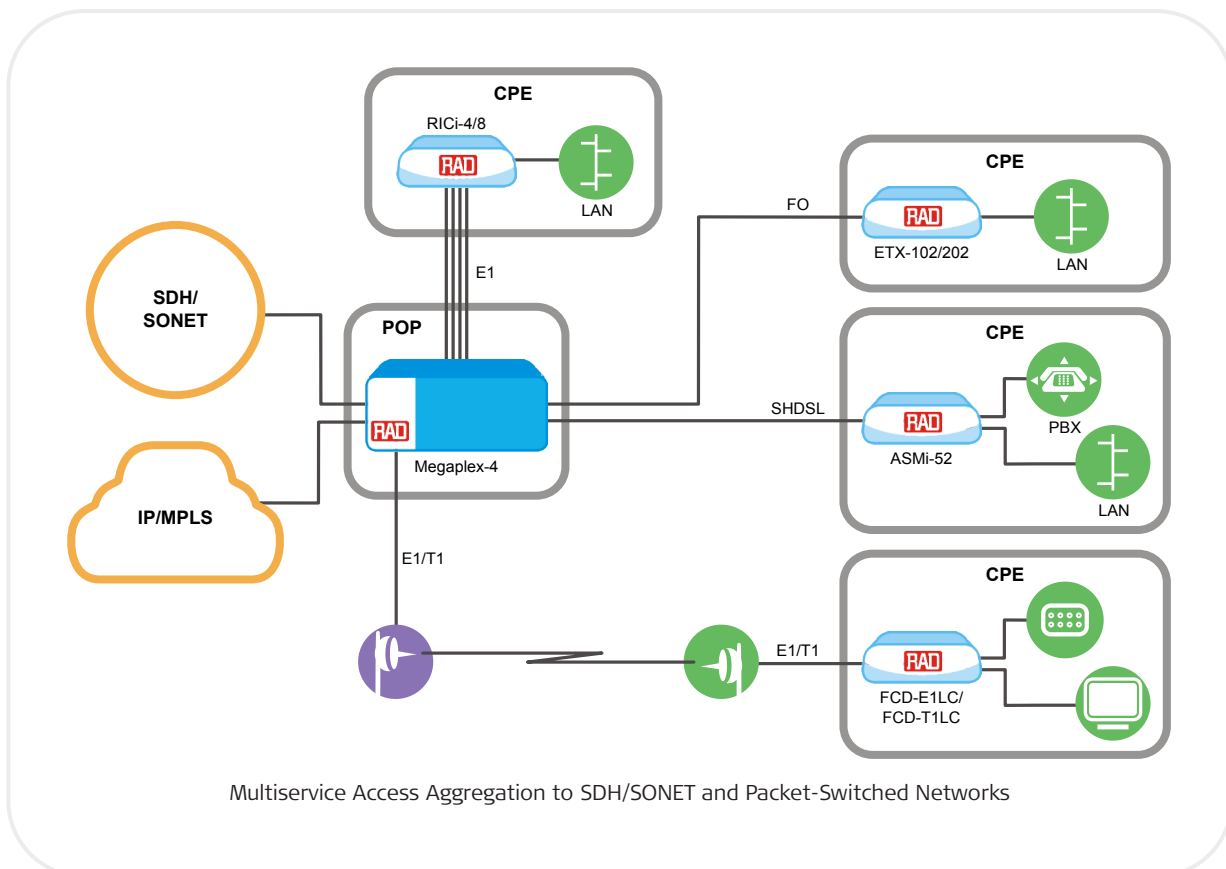 CPE
RICi-4/8
RAD
LAN
E1
CPE
FO
RAD
ETX-102/202
LAN
SDH/
SONET
POP
RAD
Megaplex-4
IP/MPLS
SHDSL
CPE
RAD
ASMi-52
PBX
LAN
E1/T1
E1/T1
CPE
RAD
FCD-E1LC/
FCD-T1LC
Multiservice Access Aggregation to SDH/SONET and Packet-Switched Networks